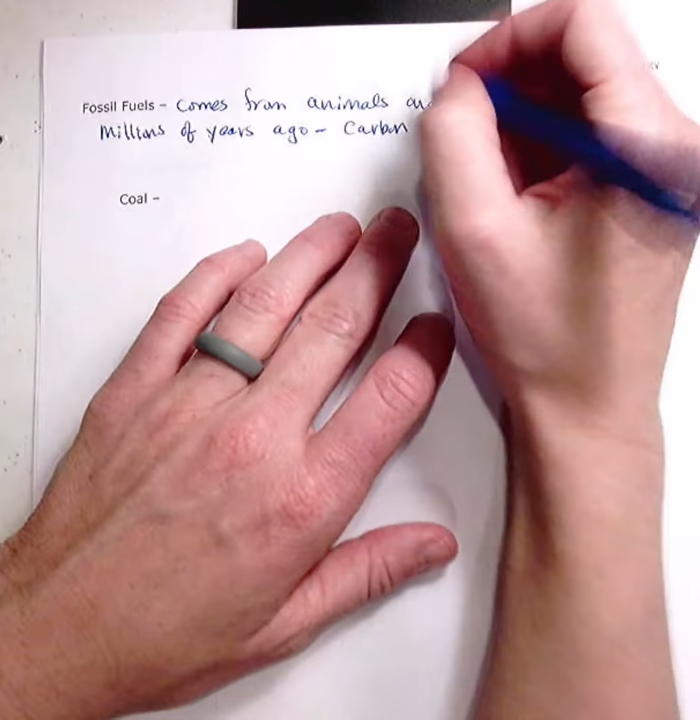 Fossil Fuels - comes from animals
millions of years ago - Carbon
Coal -